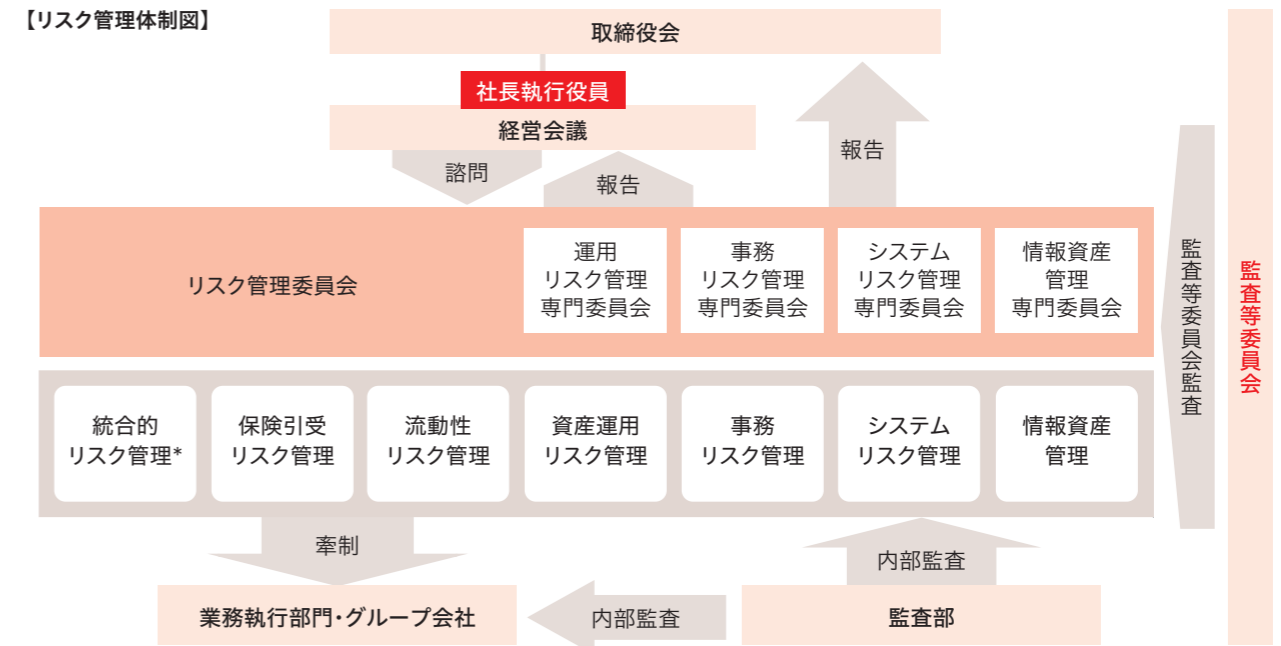 【リスク管理体制図】
取締役会
社長執行役員
経営会議
諮問
報告
報告
リスク管理委員会
運用
リスク管理
専門委員会
事務
リスク管理
専門委員会
システム
リスク管理
専門委員会
情報資産
管理
専門委員会
統合的
リスク管理*
保険引受
リスク管理
流動性
リスク管理
資産運用
リスク管理
事務
リスク管理
システム
リスク管理
情報資産
管理
牽制
内部監査
業務執行部門・グループ会社
内部監査
監査部
監査等委員会監査
監査等委員会